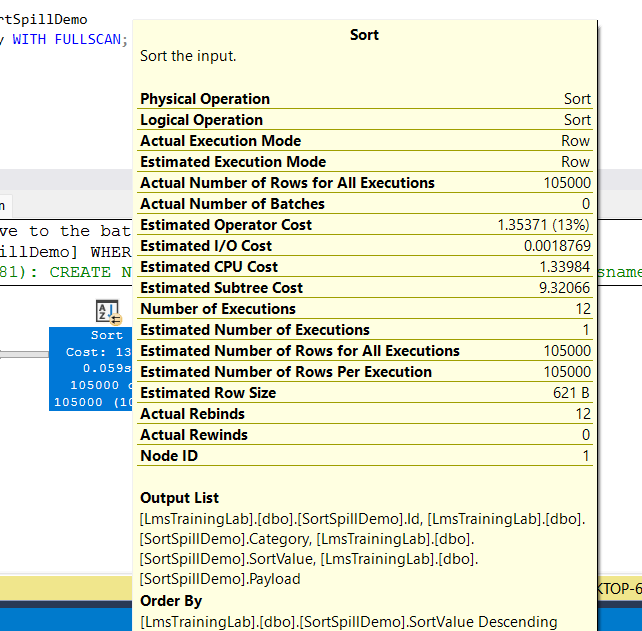 rtSpillDemo
WITH FULLSCAN;
Sort
Sort the input.
Physical Operation Sort
Logical Operation Sort
Actual Execution Mode Row
Estimated Execution Mode Row
Actual Number of Rows for All Executions 105000
Actual Number of Batches 0
Estimated Operator Cost 1.35371 (13%)
Estimated I/O Cost 0.0018769
Estimated CPU Cost 1.33984
Estimated Subtree Cost 9.32066
Number of Executions 12
Estimated Number of Executions 1
Estimated Number of Rows for All Executions 105000
Estimated Number of Rows Per Execution 105000
Estimated Row Size 621 B
Actual Rebinds 12
Actual Rewinds 0
Node ID 1
Output List
[LmsTrainingLab].[dbo].[SortSpillDemo].Id, [LmsTrainingLab].[dbo].
[SortSpillDemo].Category, [LmsTrainingLab].[dbo].
[SortSpillDemo].SortValue, [LmsTrainingLab].[dbo].
[SortSpillDemo].Payload
Order By
[LmsTrainingLab].[dbo].[SortSpillDemo].SortValue Descending
ve to the bat
illDemo] WHER
81): CREATE N
sname
Sort
Cost: 13
0.059s
105000 o
105000 (10
KTOP-6